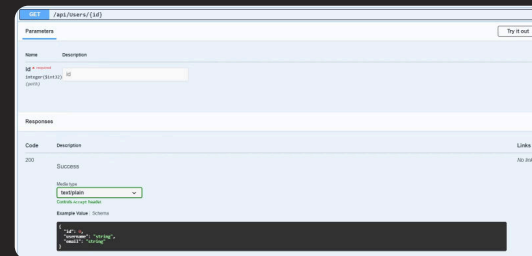 GET /api/Users/{id}
Parameters
Try it out
Name Description
id *
integer($int32)
id
(path)
Responses
Code Description Links
200
No lin
Success
Media type
text/plain
Controls Accept header.
Example Value Schema
{
"id": 0,
"username": "string",
"email": "string"
}